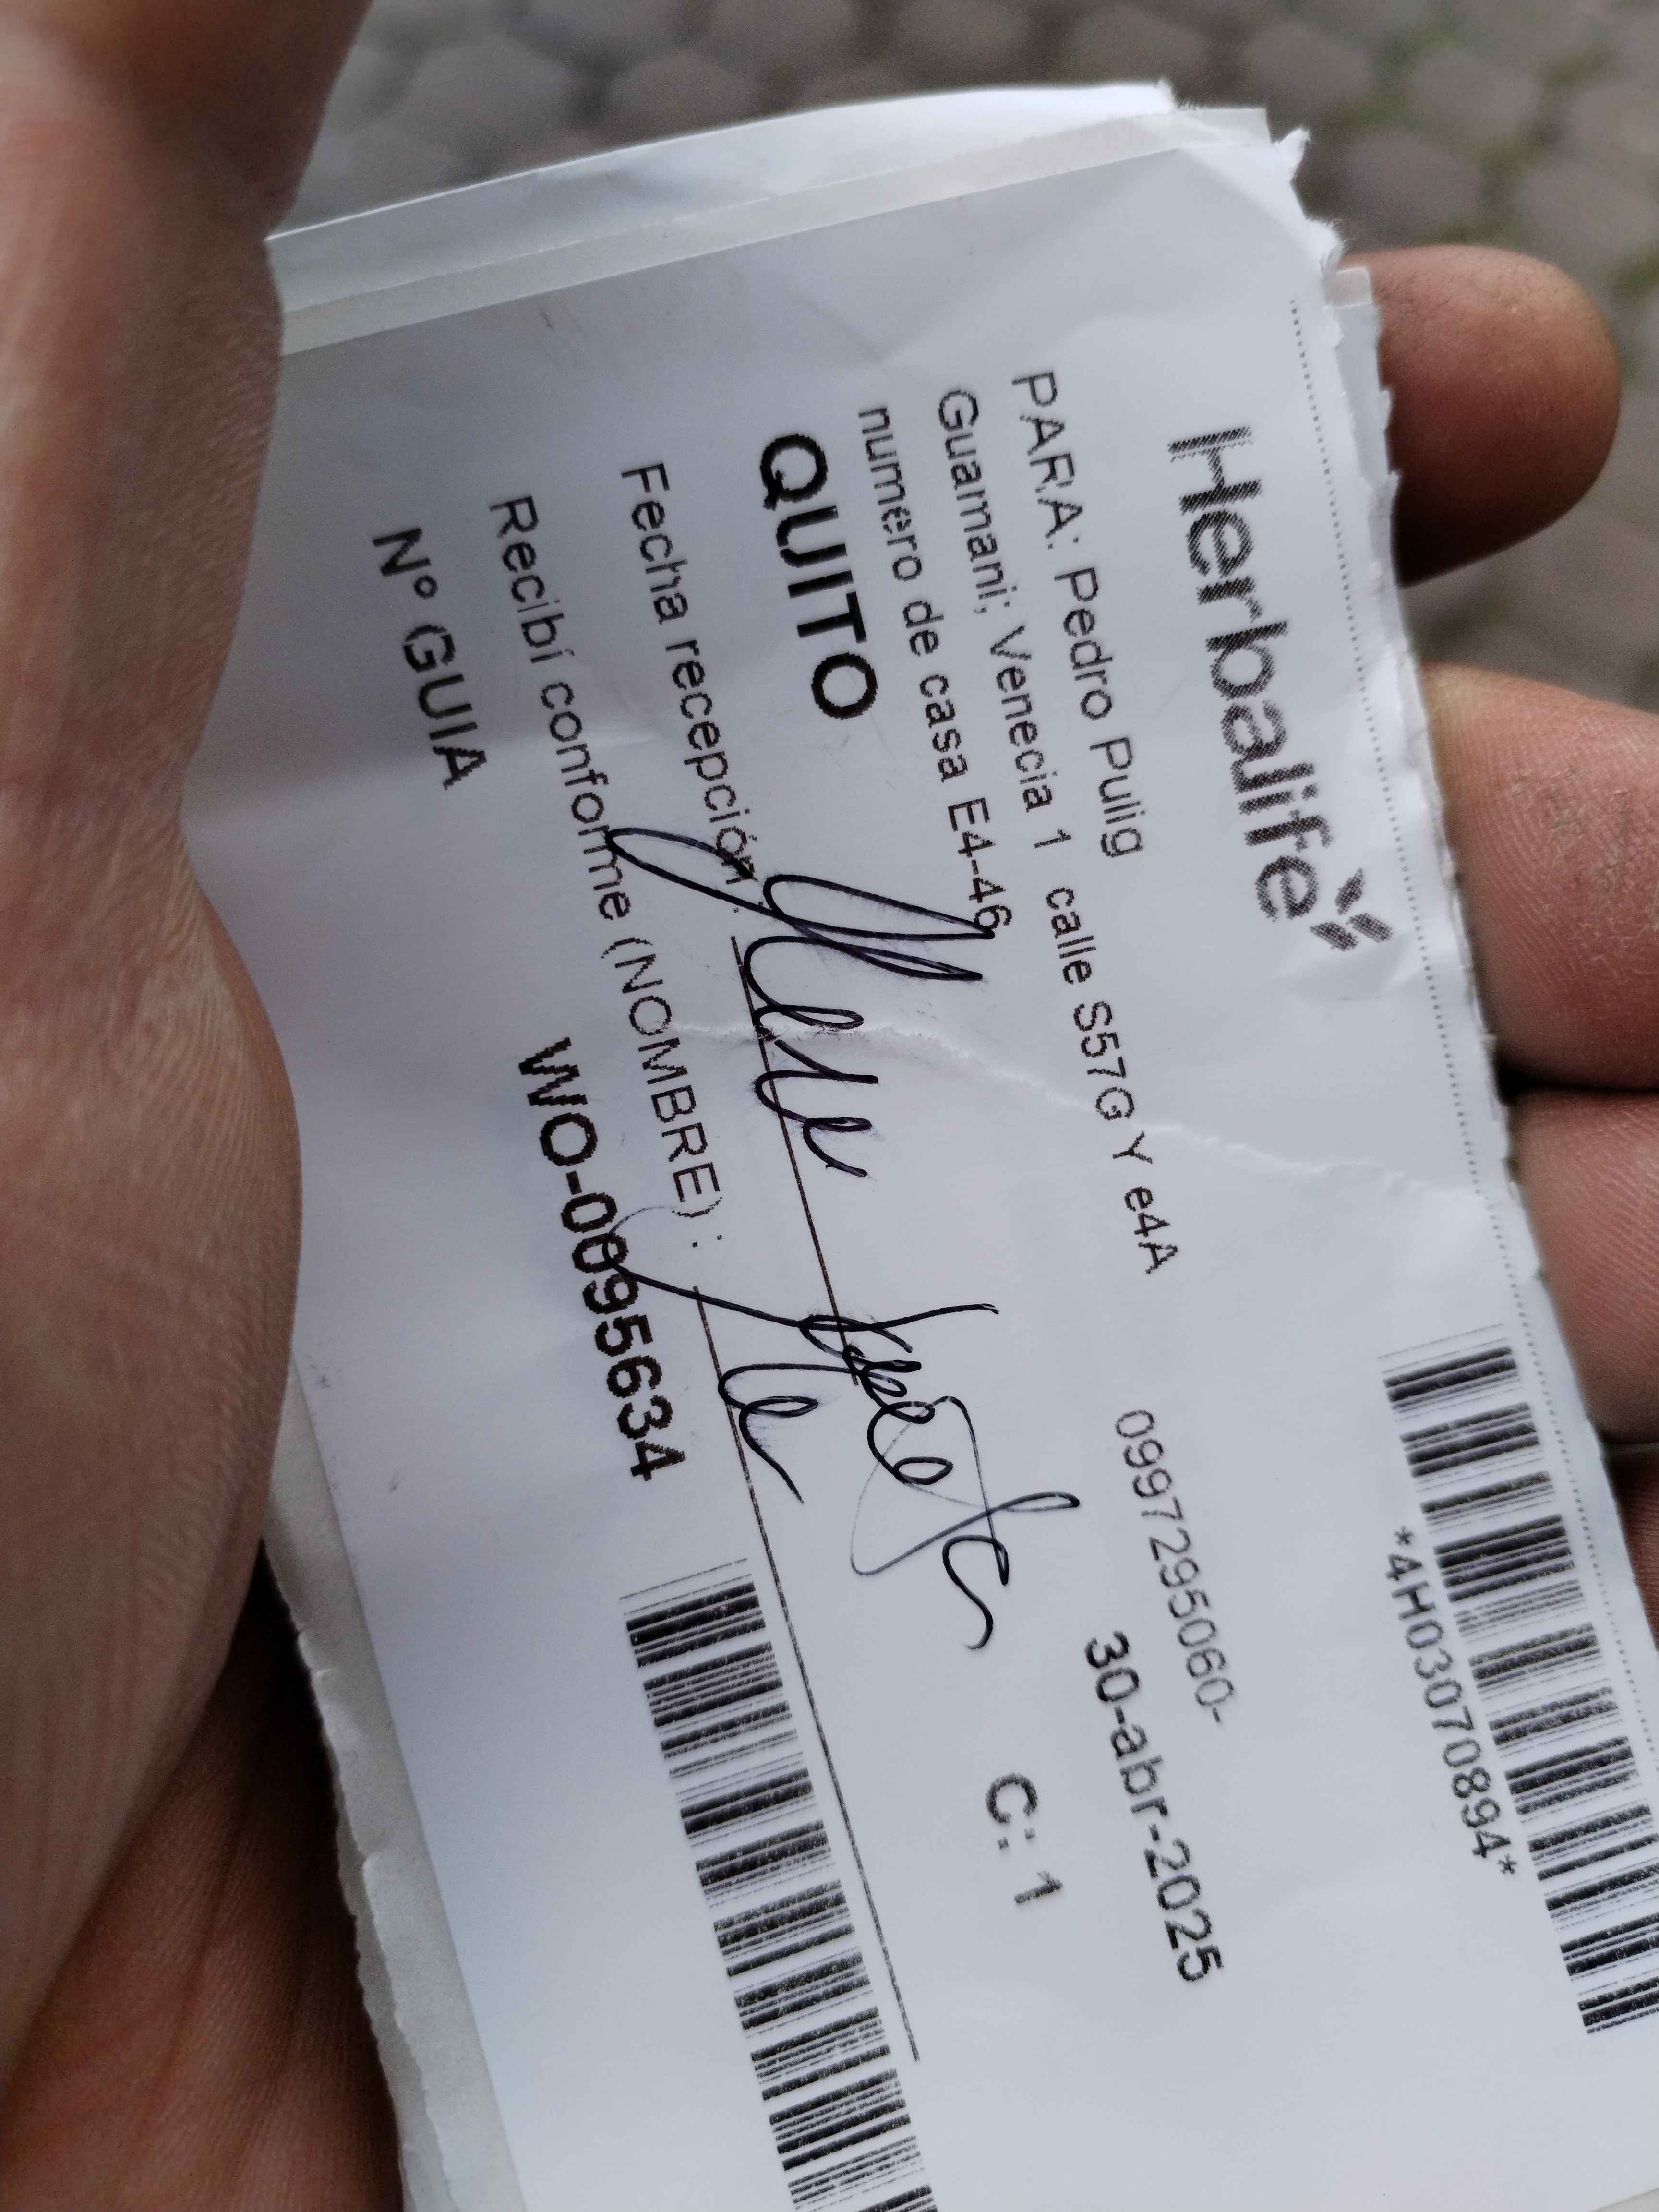 Herbalife
*4H03070894*
PARA: Pedro Puig
0997295060-
Guamani; Venecia 1 calle S57G Y e4A
numero de casa E4-46
30-abr-2025
QUITO
C: 1
Fecha recepción:
Recibí conforme (NOMBRE) :
Nº GUIA
WO-0095634